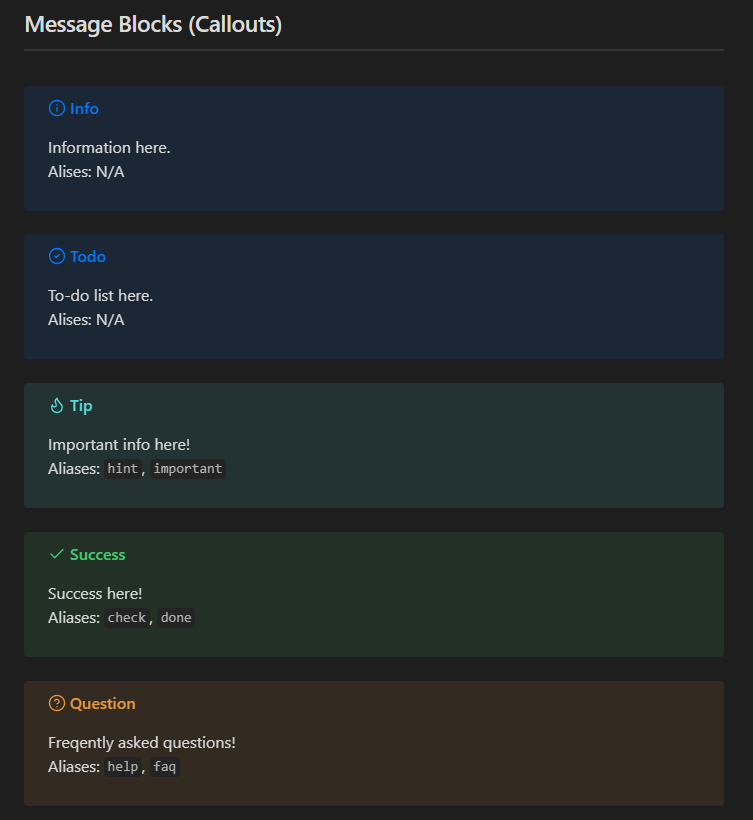 Message Blocks (Callouts)
Info
Information here.
Alises: N/A
Todo
To-do list here.
Alises: N/A
Tip
Important info here!
Aliases: hint, important
Success
Success here!
Aliases: check, done
Question
Freqently asked questions!
Aliases: help, faq